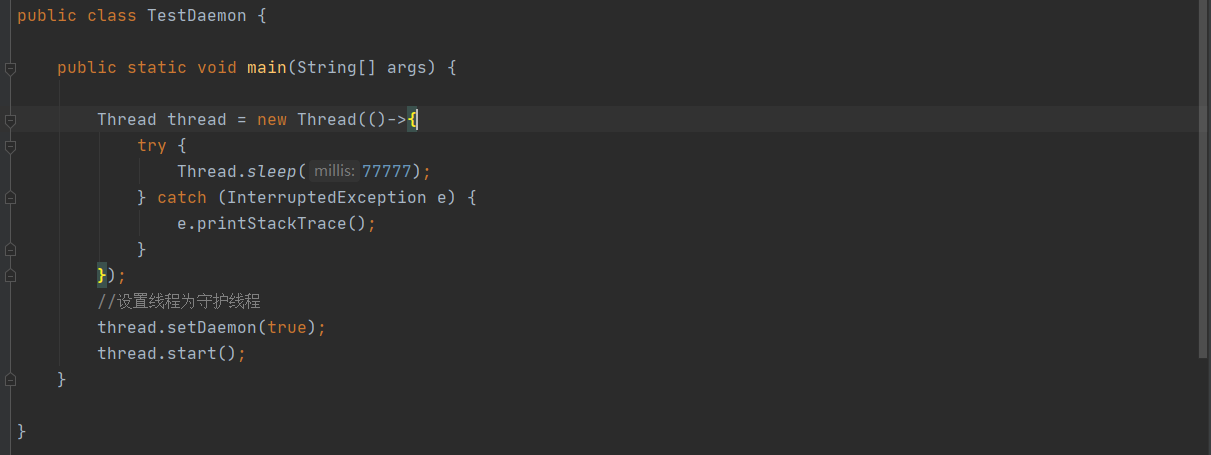 public class TestDaemon {
public static void main(String[] args) {
Thread thread = new Thread(()->{
try {
Thread.sleep( millis: 77777);
} catch (InterruptedException e) {
e.printStackTrace();
}
});
//设置线程为守护线程
thread.setDaemon(true);
thread.start();
}
}